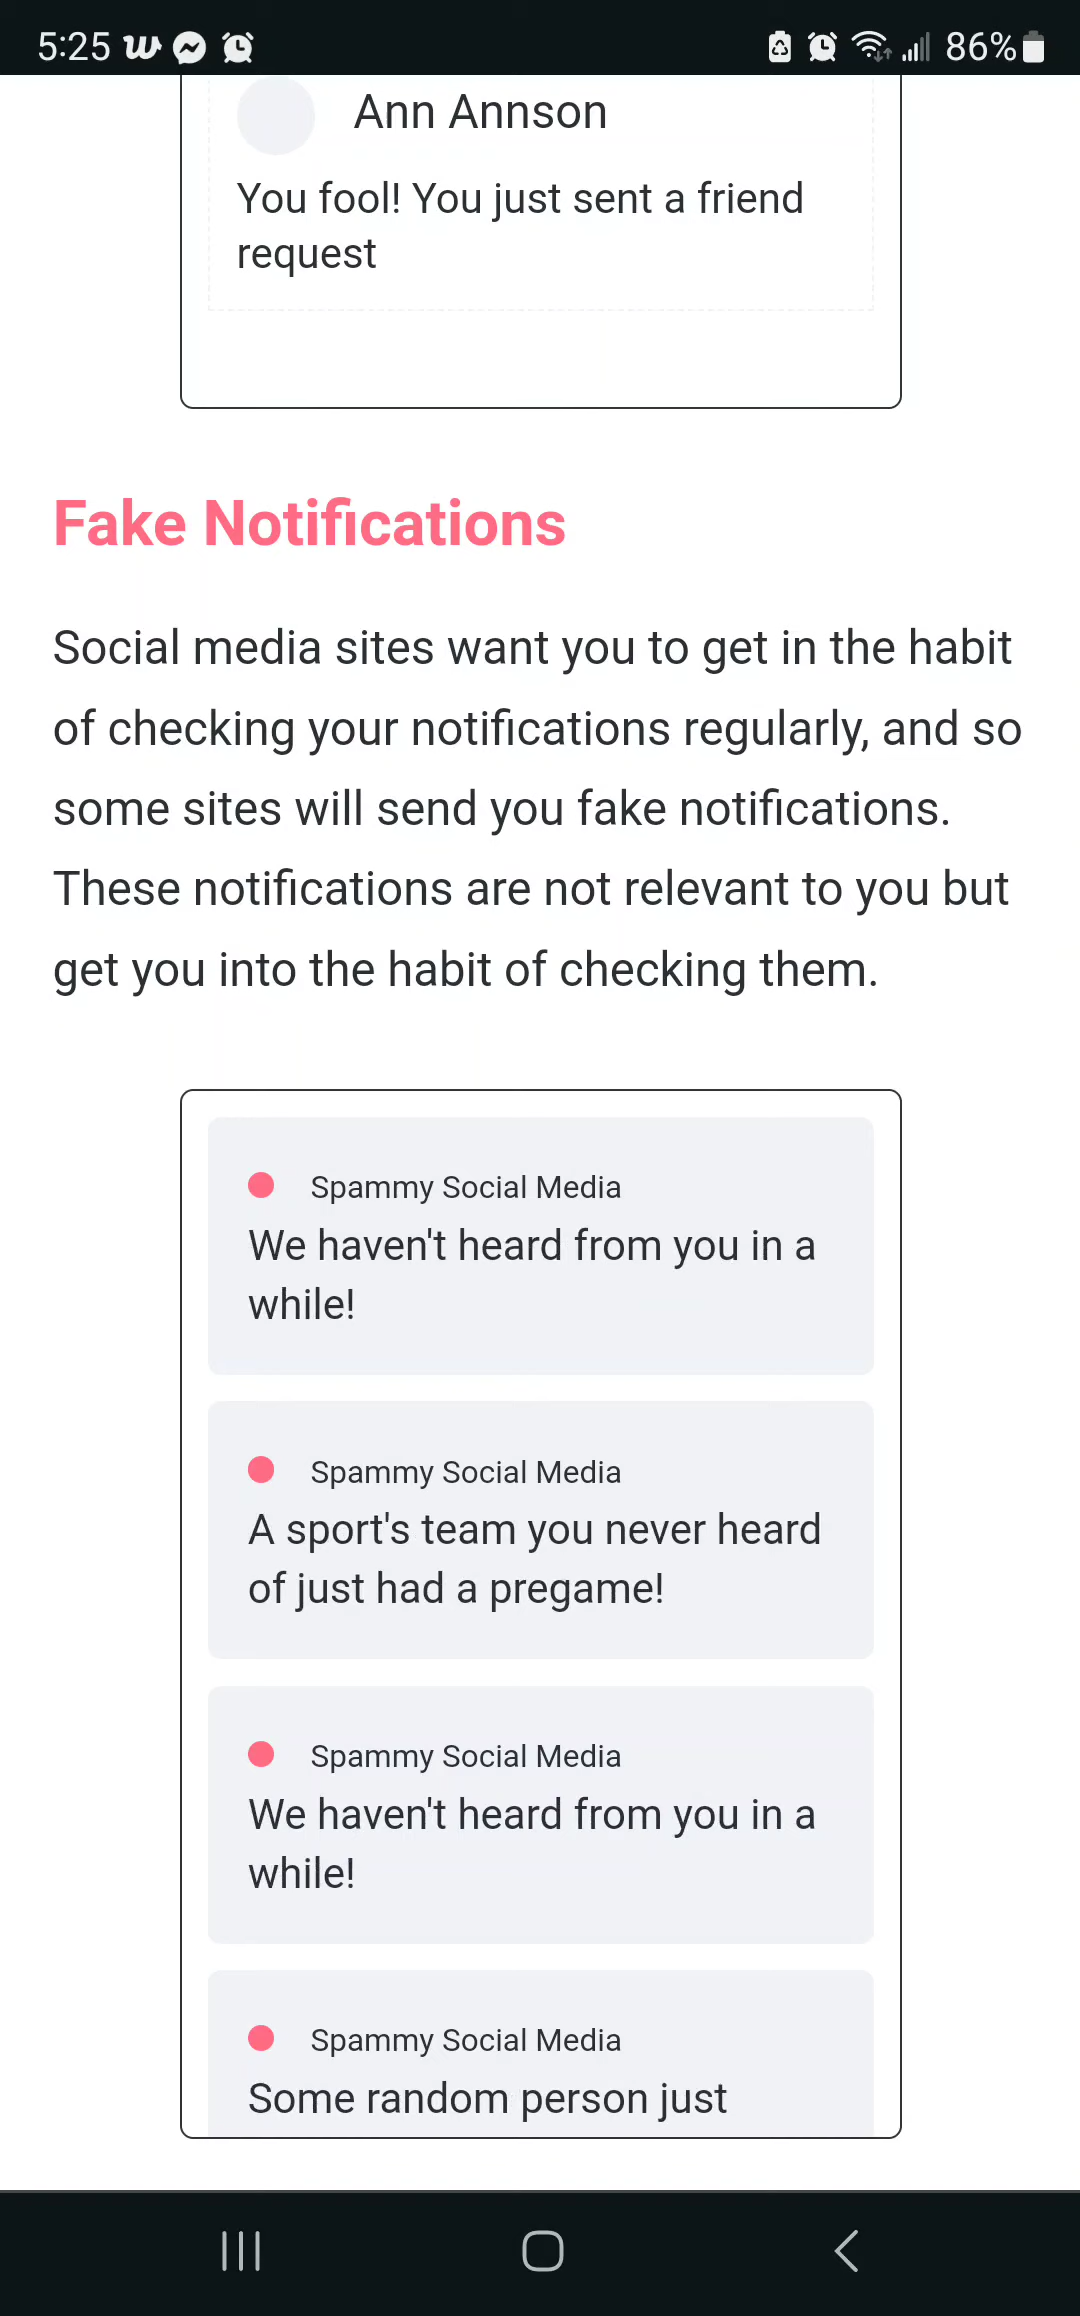 5:25 86%
Ann Annson
You fool! You just sent a friend
request
Fake Notifications
Social media sites want you to get in the habit
of checking your notifications regularly, and so
some sites will send you fake notifications.
These notifications are not relevant to you but
get you into the habit of checking them.
Spammy Social Media
We haven't heard from you in a
while!
Spammy Social Media
A sport's team you never heard
of just had a pregame!
Spammy Social Media
We haven't heard from you in a
while!
Spammy Social Media
Some random person just